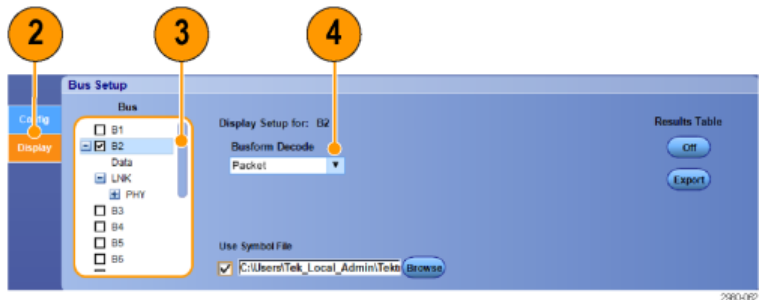 2
3
4
Bus Setup
Config
Display
Bus
B1
B2
Data
LNK
PHY
B3
B4
B5
B6
Display Setup for: B2
Busform Decode
Packet
Use Symbol File
C:\Users\Tek_Local_Admin\Tekt
Browse
Results Table
Off
Export
2980-062